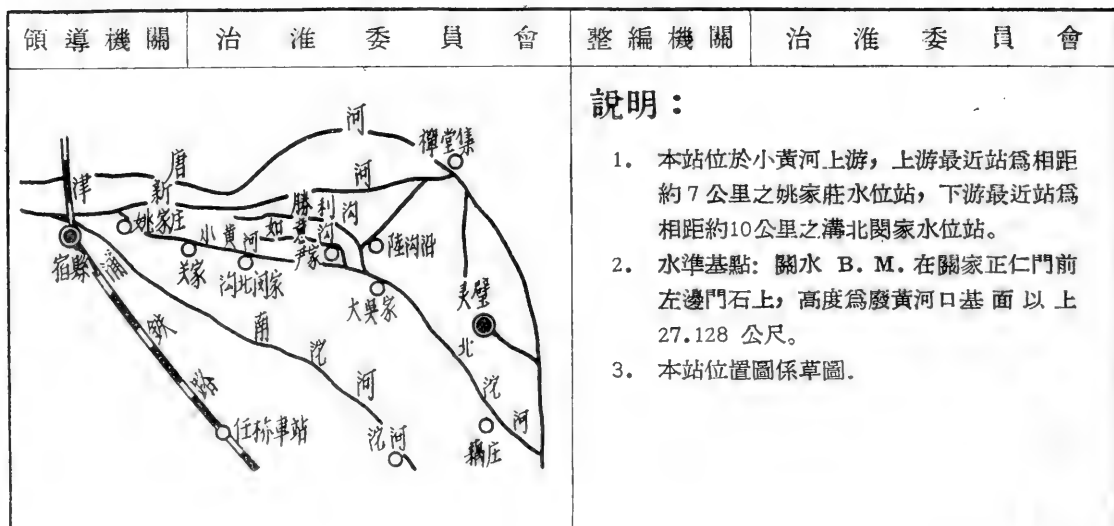 領導機關 治淮委員會 整編機關 治淮委員會
說明：
1. 本站位於小黃河上游，上游最近站爲相距
約7公里之姚家莊水位站，下游最近站爲
相距約10公里之溝北閔家水位站。
2. 水準基點: 關水 B.M.在關家正仁門前
左邊門石上，高度爲廢黃河口基面以上
27.128 公尺。
3. 本站位置圖係草圖.
唐河
禪堂集
新河
津浦鉄路
勝利沟
如意沟
姚家庄
小黄河
关家
沟北闵家
尹家
陸沟沿
宿縣
大吳家
灵璧
南沱河
北沱河
沱河
任桥車站